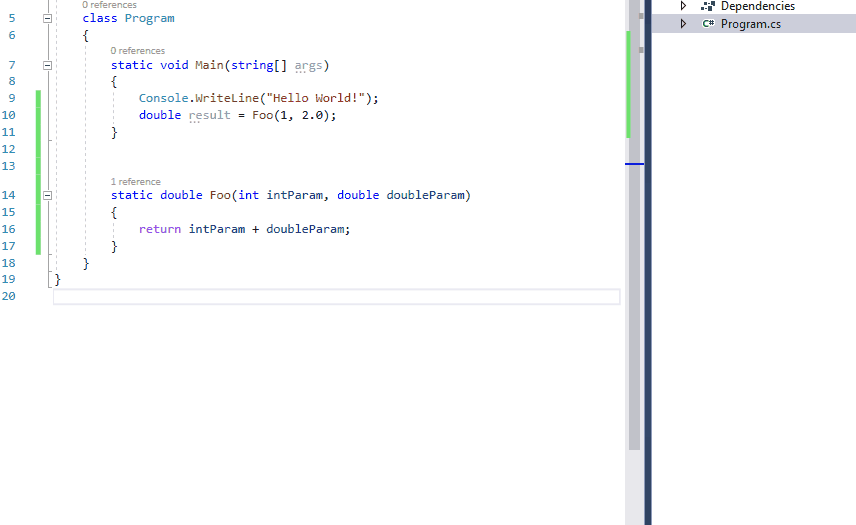 0 references
5 class Program
6 {
0 references
7 static void Main(string[] args)
8 {
9 Console.WriteLine("Hello World!");
10 double result = Foo(1, 2.0);
11 }
12
13
1 reference
14 static double Foo(int intParam, double doubleParam)
15 {
16 return intParam + doubleParam;
17 }
18 }
19 }
20
Dependencies
C# Program.cs